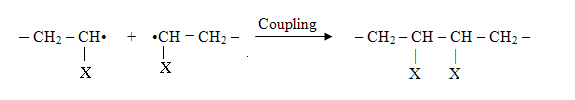 Coupling
– CH₂ – CH• + •CH – CH₂ – – CH₂ – CH – CH – CH₂ –
X X X X